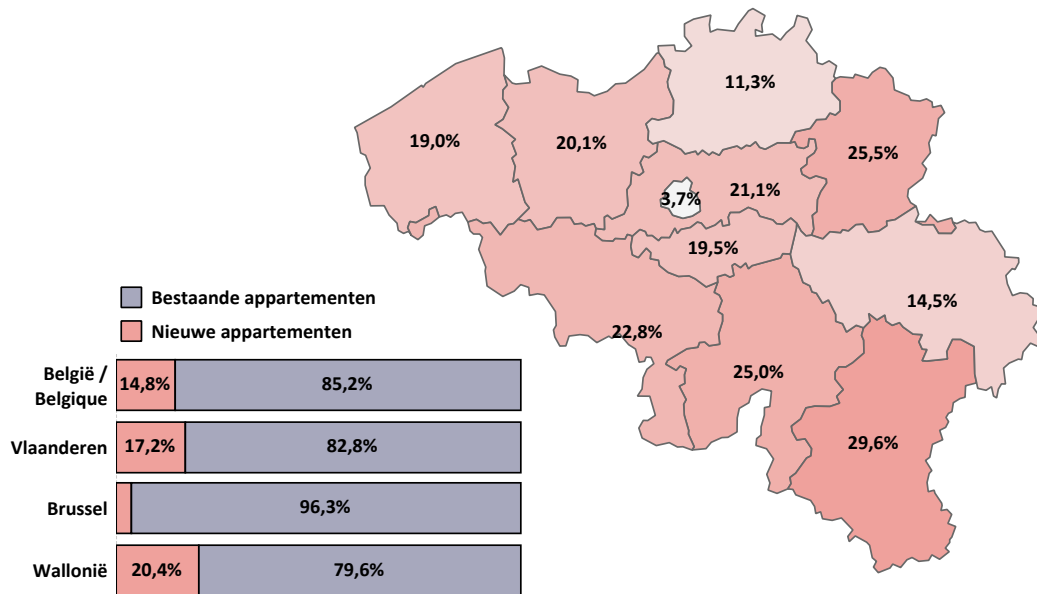 11,3%
19,0%
20,1%
25,5%
3,7%
21,1%
19,5%
14,5%
22,8%
25,0%
29,6%
Bestaande appartementen
Nieuwe appartementen
België /
Belgique
14,8%
85,2%
Vlaanderen
17,2%
82,8%
Brussel
96,3%
Wallonië
20,4%
79,6%